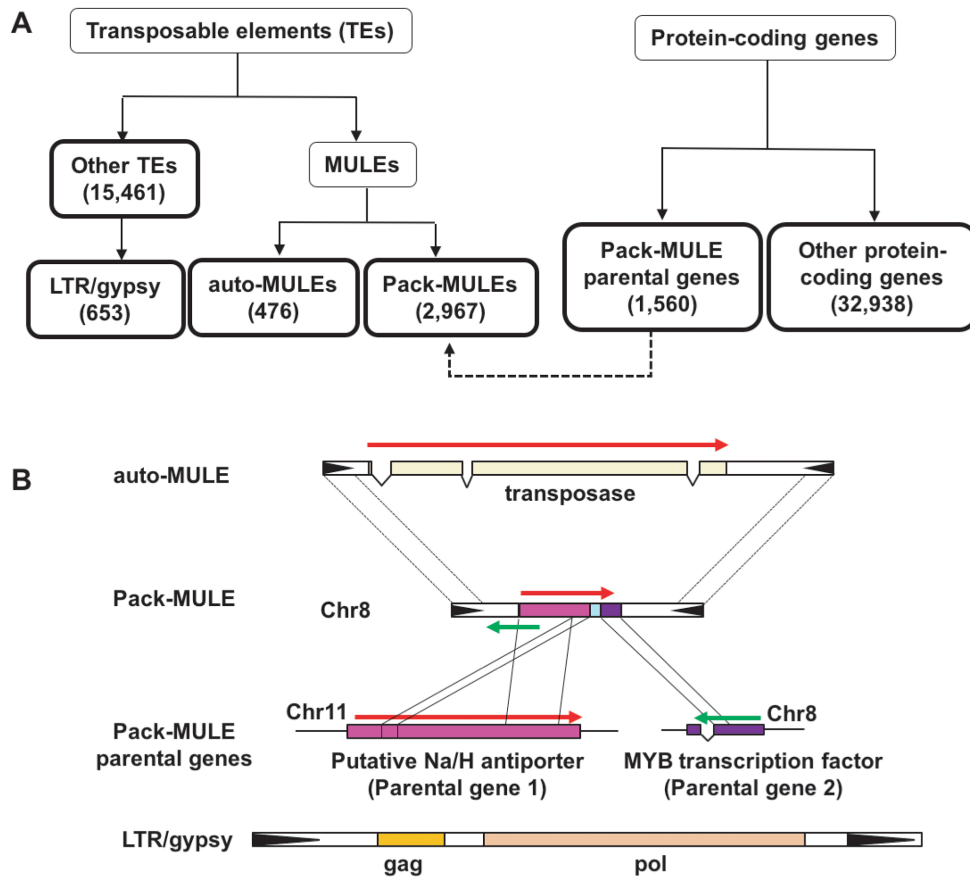 A
Transposable elements (TEs)
Protein-coding genes
Other TEs
(15,461)
MULEs
LTR/gypsy
(653)
auto-MULEs
(476)
Pack-MULEs
(2,967)
Pack-MULE
parental genes
(1,560)
Other protein-
coding genes
(32,938)
B
auto-MULE
transposase
Pack-MULE
Chr8
Pack-MULE
parental genes
Chr11
Putative Na/H antiporter
(Parental gene 1)
Chr8
MYB transcription factor
(Parental gene 2)
LTR/gypsy
gag
pol